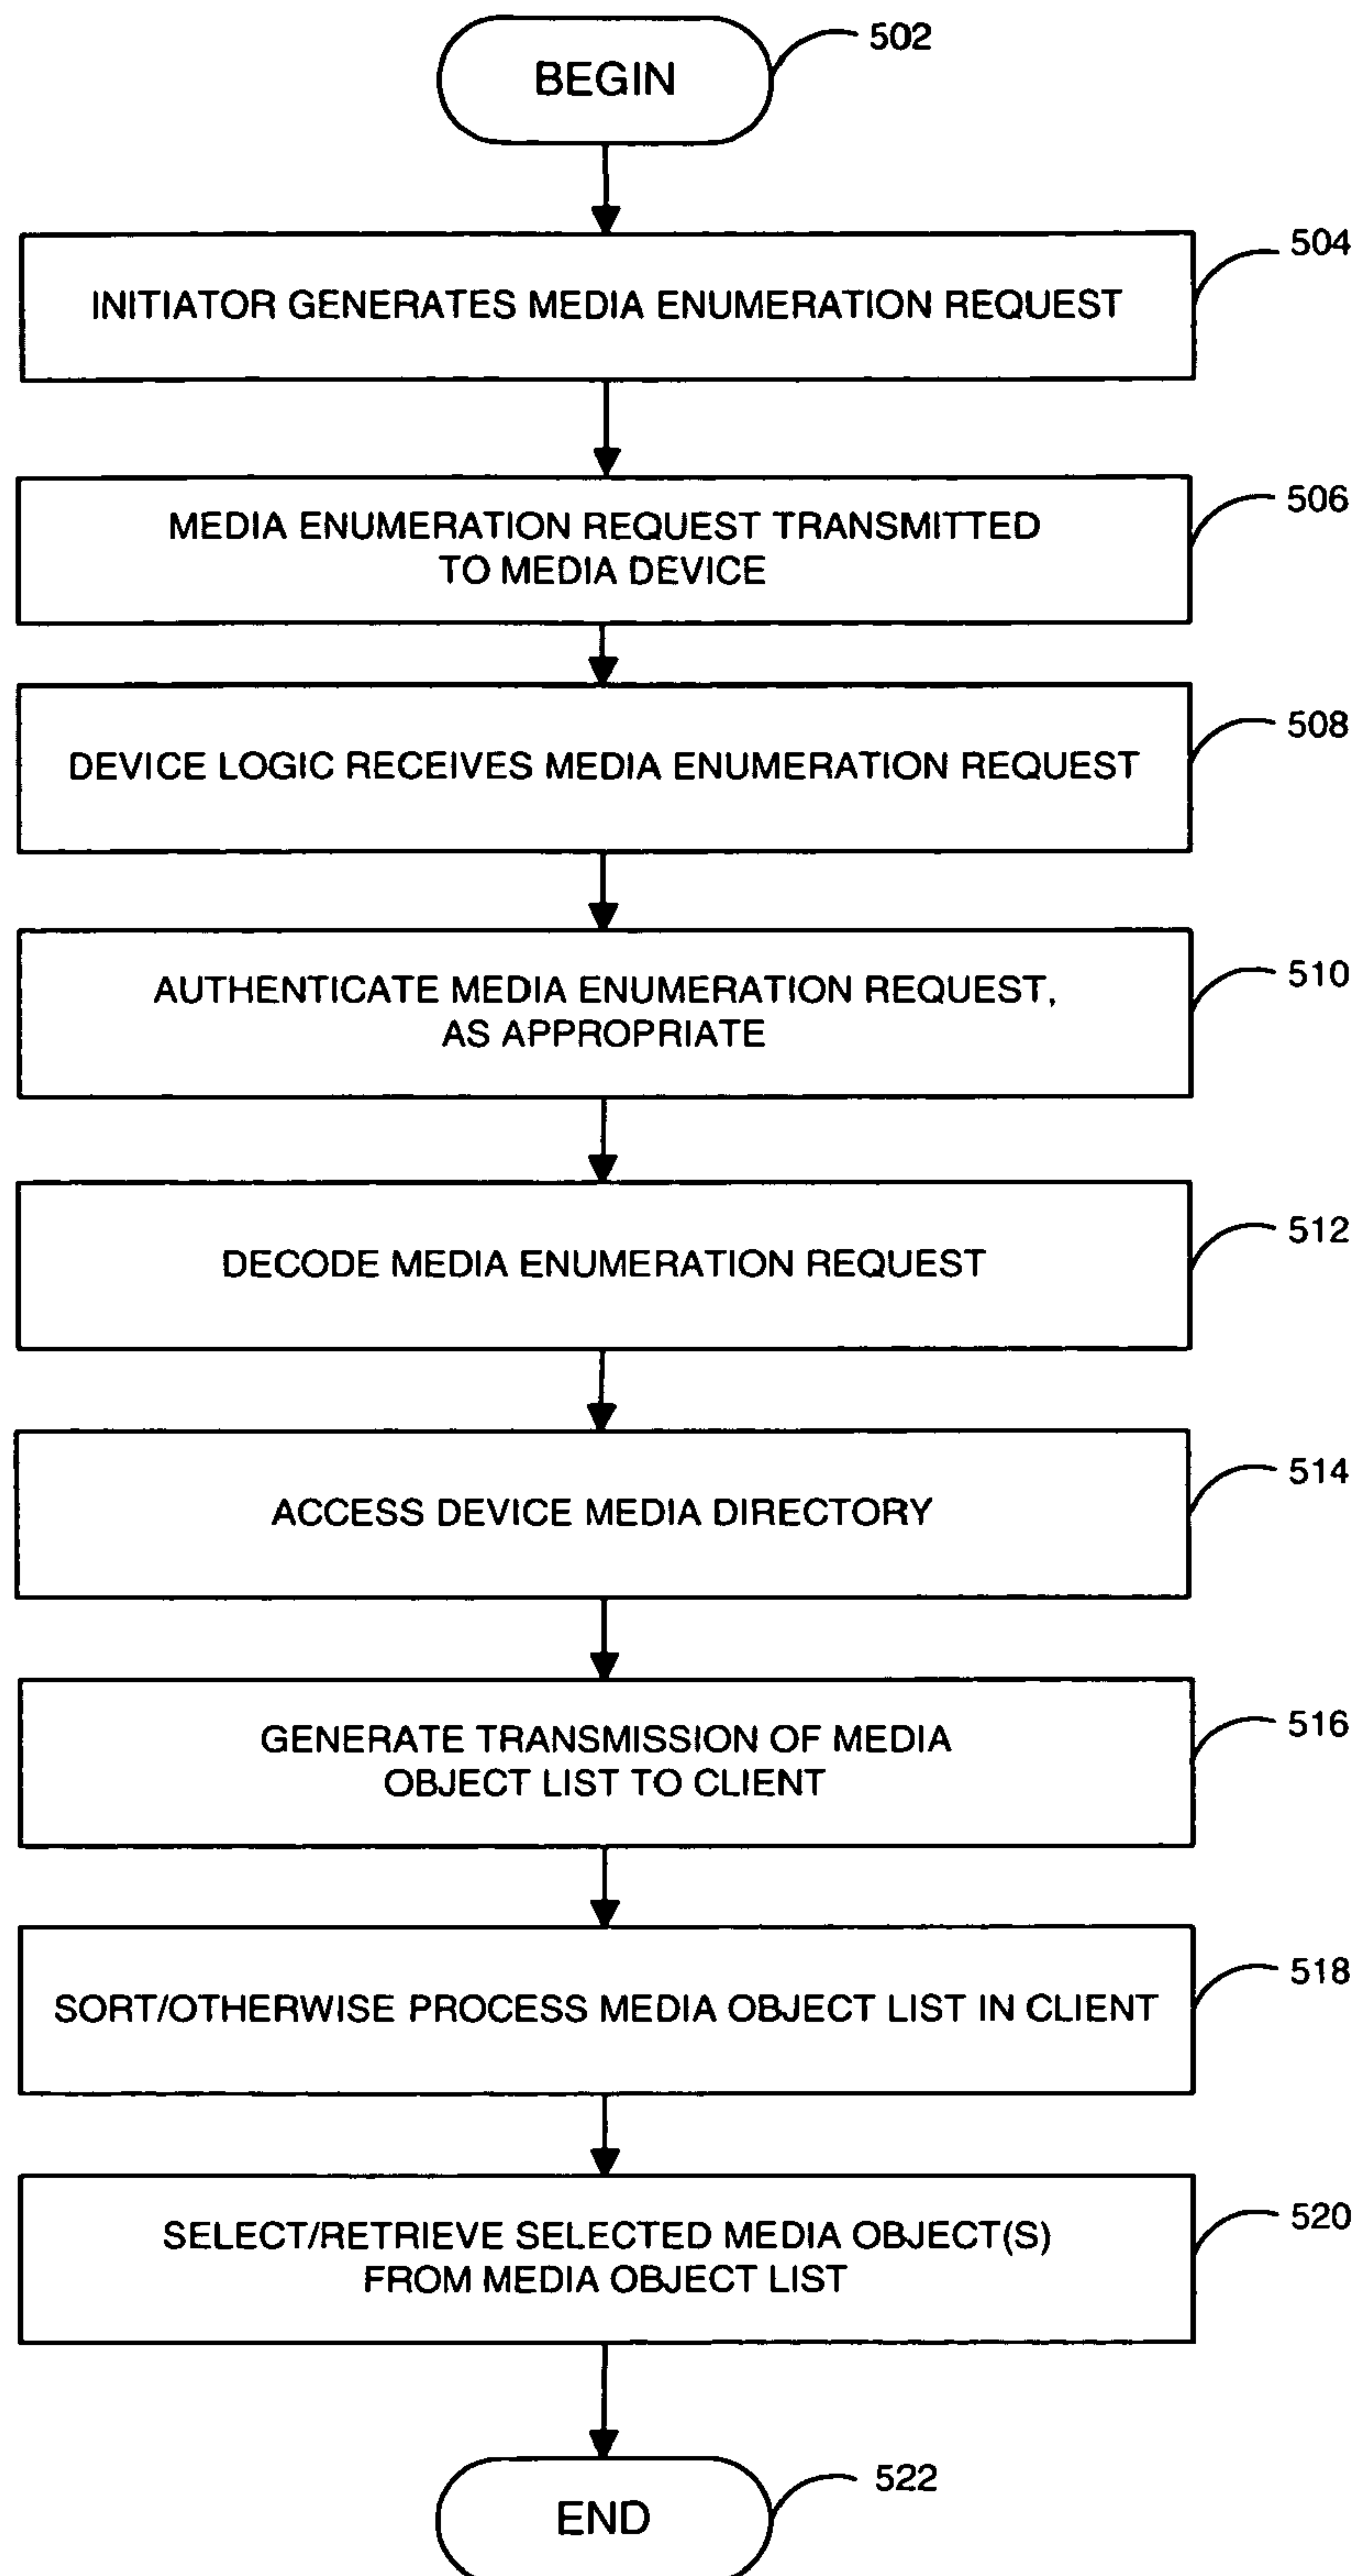 BEGIN
502
INITIATOR GENERATES MEDIA ENUMERATION REQUEST
504
MEDIA ENUMERATION REQUEST TRANSMITTED
TO MEDIA DEVICE
506
DEVICE LOGIC RECEIVES MEDIA ENUMERATION REQUEST
508
AUTHENTICATE MEDIA ENUMERATION REQUEST,
AS APPROPRIATE
510
DECODE MEDIA ENUMERATION REQUEST
512
ACCESS DEVICE MEDIA DIRECTORY
514
GENERATE TRANSMISSION OF MEDIA
OBJECT LIST TO CLIENT
516
SORT/OTHERWISE PROCESS MEDIA OBJECT LIST IN CLIENT
518
SELECT/RETRIEVE SELECTED MEDIA OBJECT(S)
FROM MEDIA OBJECT LIST
520
END
522